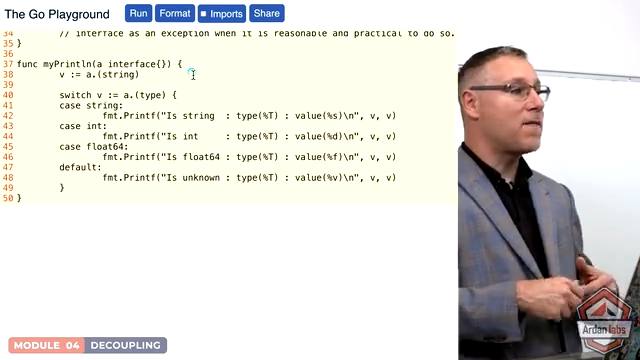 The Go Playground Run Format Imports Share
34 // interface as an exception when it is reasonable and practical to do so.
35 }
36
37 func myPrintln(a interface{}) {
38 v := a.(string)
39
40 switch v := a.(type) {
41 case string:
42 fmt.Printf("Is string : type(%T) : value(%s)\n", v, v)
43 case int:
44 fmt.Printf("Is int : type(%T) : value(%d)\n", v, v)
45 case float64:
46 fmt.Printf("Is float64 : type(%T) : value(%f)\n", v, v)
47 default:
48 fmt.Printf("Is unknown : type(%T) : value(%v)\n", v, v)
49 }
50 }
MODULE 04 DECOUPLING
Ardan labs